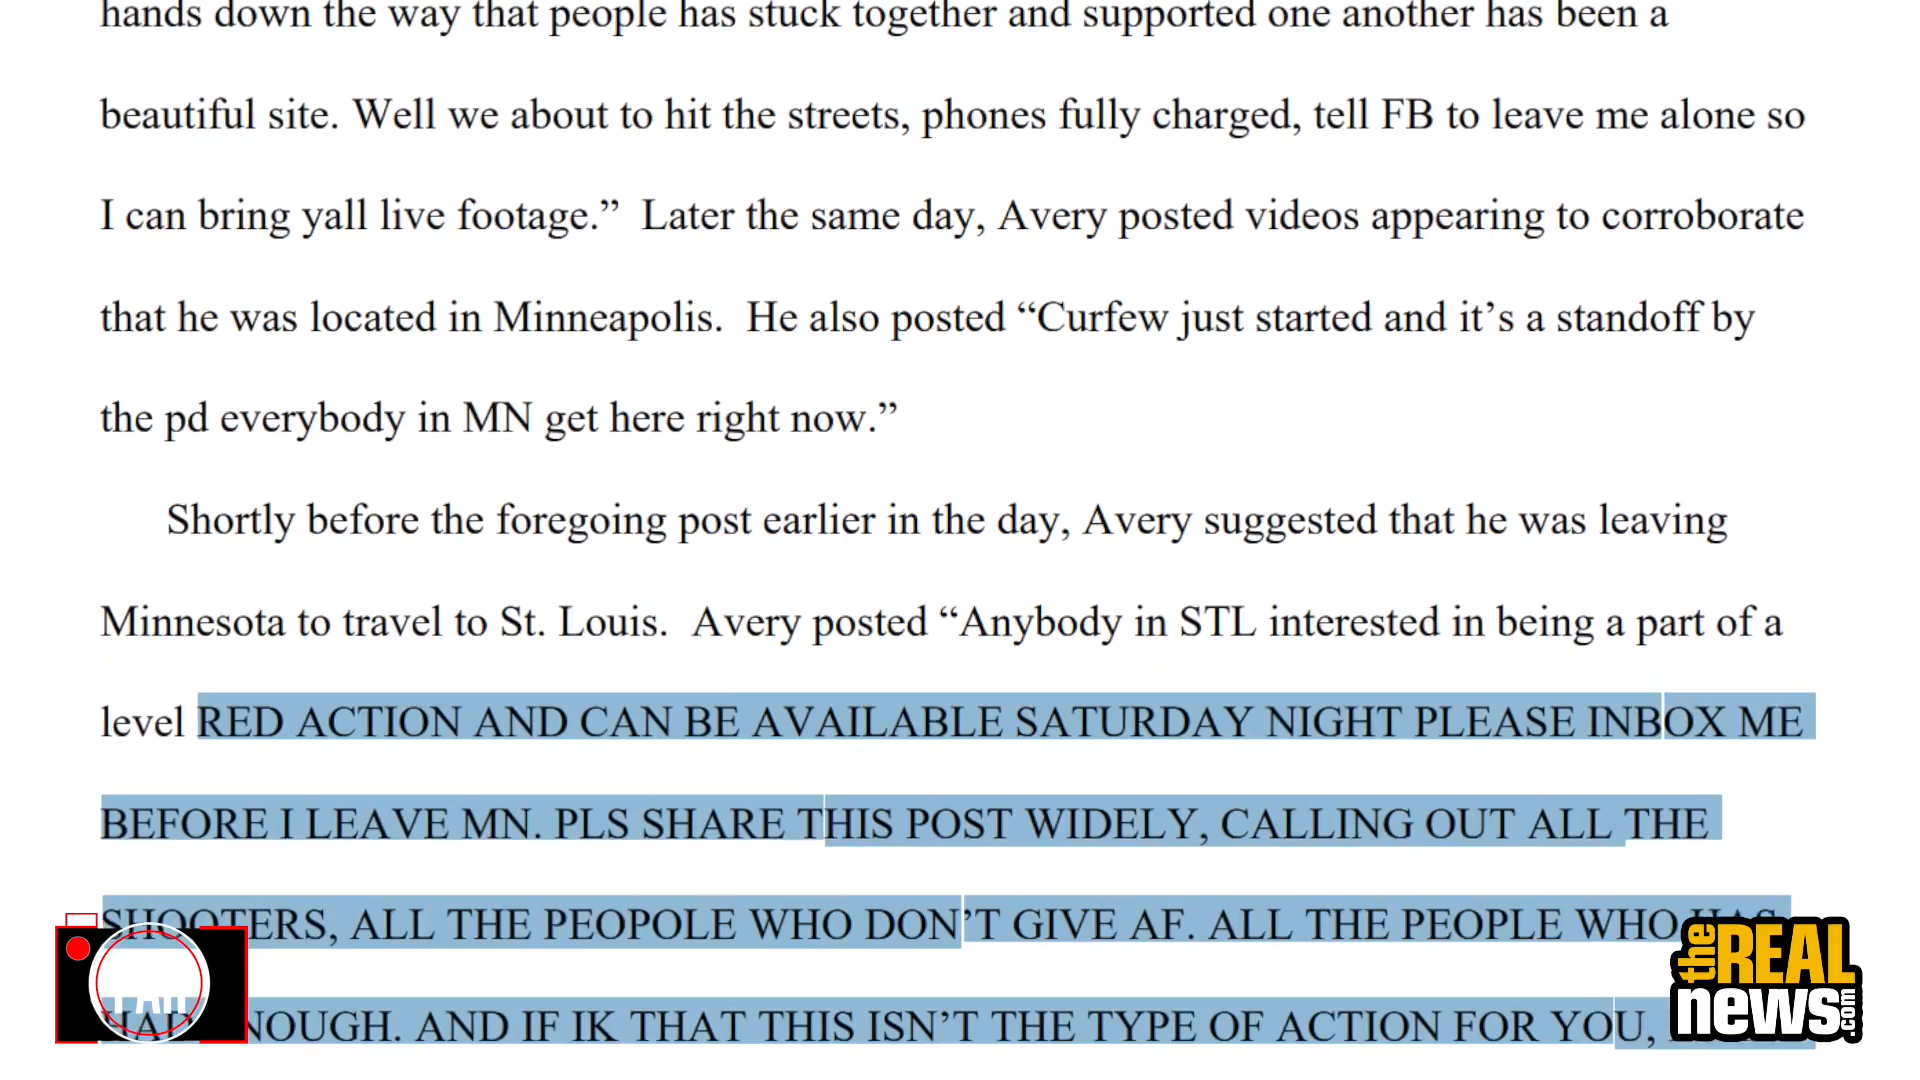 hands down the way that people has stuck together and supported one another has been a
beautiful site. Well we about to hit the streets, phones fully charged, tell FB to leave me alone so
I can bring yall live footage.” Later the same day, Avery posted videos appearing to corroborate
that he was located in Minneapolis. He also posted “Curfew just started and it’s a standoff by
the pd everybody in MN get here right now.”
Shortly before the foregoing post earlier in the day, Avery suggested that he was leaving
Minnesota to travel to St. Louis. Avery posted “Anybody in STL interested in being a part of a
level RED ACTION AND CAN BE AVAILABLE SATURDAY NIGHT PLEASE INBOX ME
BEFORE I LEAVE MN. PLS SHARE THIS POST WIDELY, CALLING OUT ALL THE
SHOOTERS, ALL THE PEOPOLE WHO DON’T GIVE AF. ALL THE PEOPLE WHO HAS
NOUGH. AND IF IK THAT THIS ISN’T THE TYPE OF ACTION FOR YOU,
the REAL
news.com